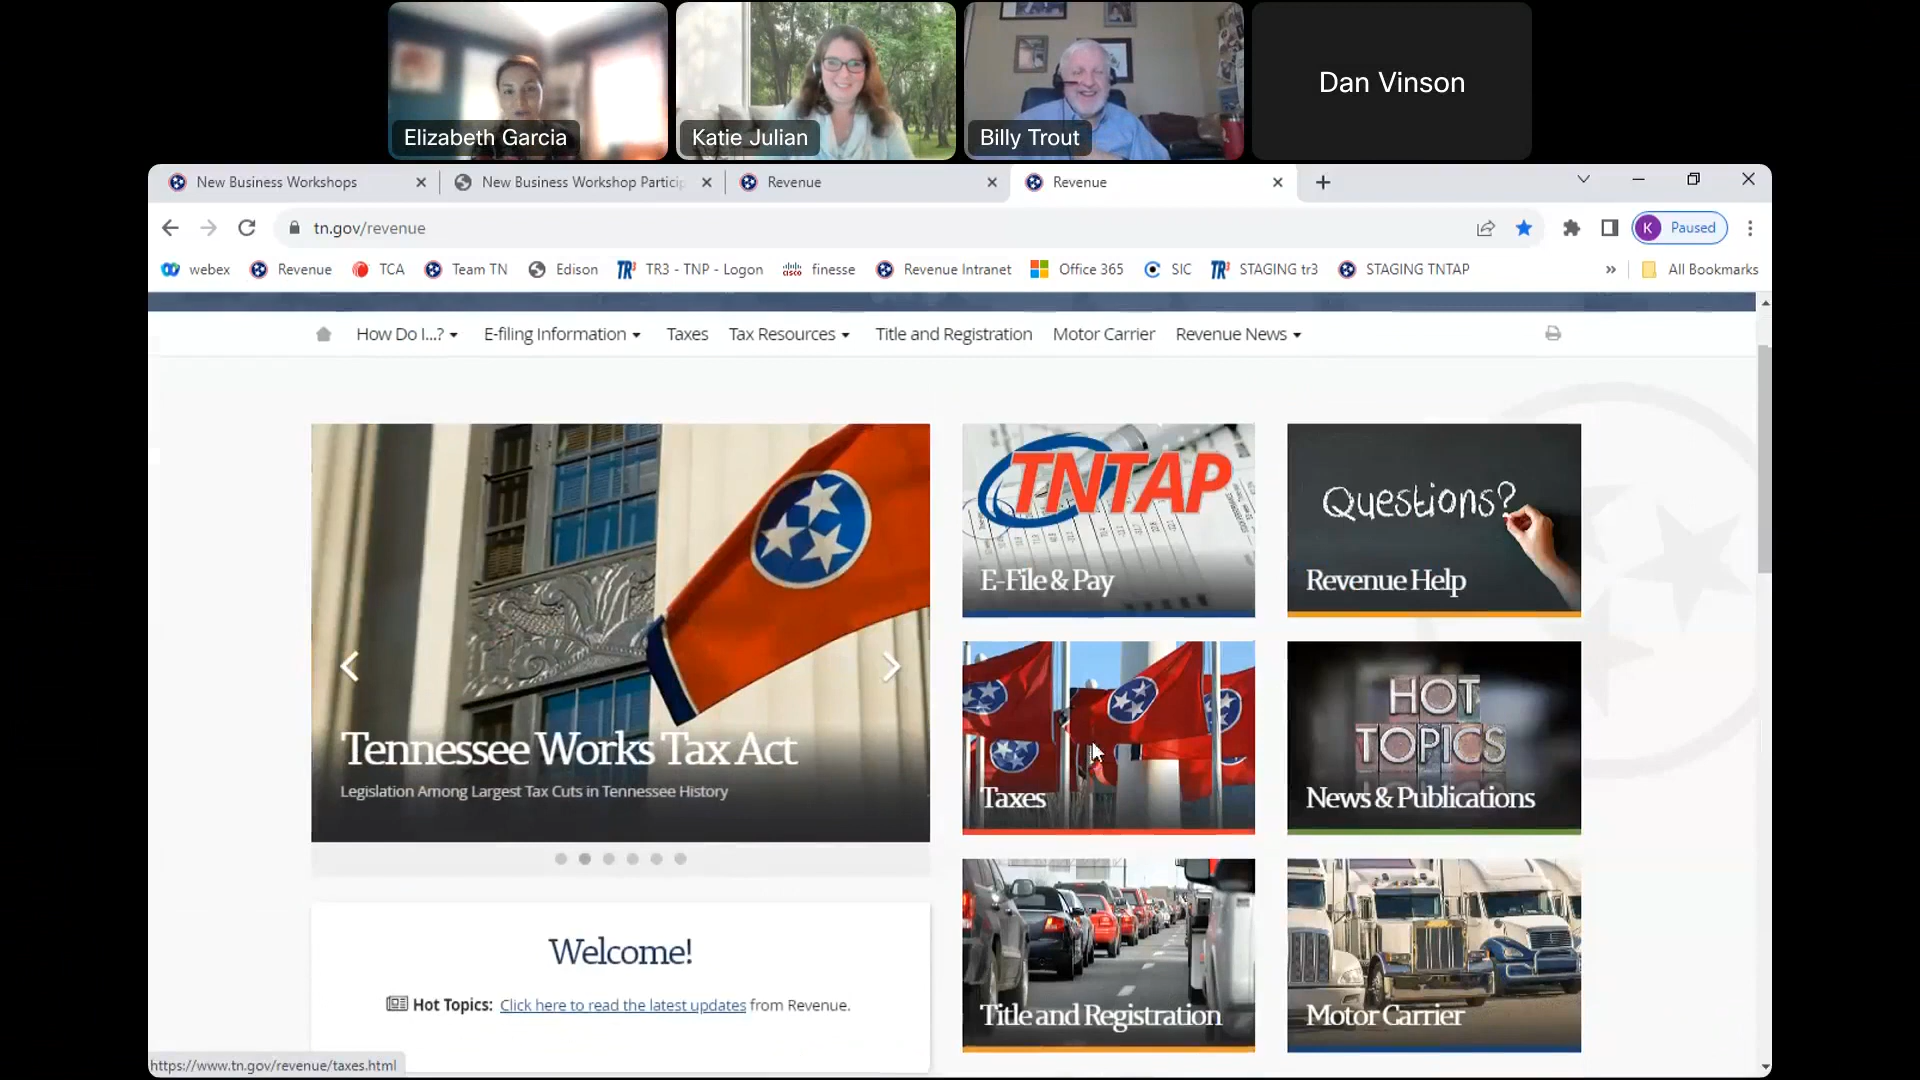 Elizabeth Garcia
Katie Julian
Billy Trout
Dan Vinson
New Business Workshops
New Business Workshop Partici
Revenue
Revenue
tn.gov/revenue
K Paused
webex
Revenue
TCA
Team TN
Edison
TR3 - TNP - Logon
cisco finesse
Revenue Intranet
Office 365
SIC
STAGING tr3
STAGING TNTAP
» All Bookmarks
How Do I...?
E-filing Information
Taxes
Tax Resources
Title and Registration
Motor Carrier
Revenue News
TNTAP
E-File & Pay
Questions?
Revenue Help
Tennessee Works Tax Act
Legislation Among Largest Tax Cuts in Tennessee History
Taxes
HOT
TOPICS
News & Publications
Welcome!
Hot Topics: Click here to read the latest updates from Revenue.
Title and Registration
Motor Carrier
https://www.tn.gov/revenue/taxes.html